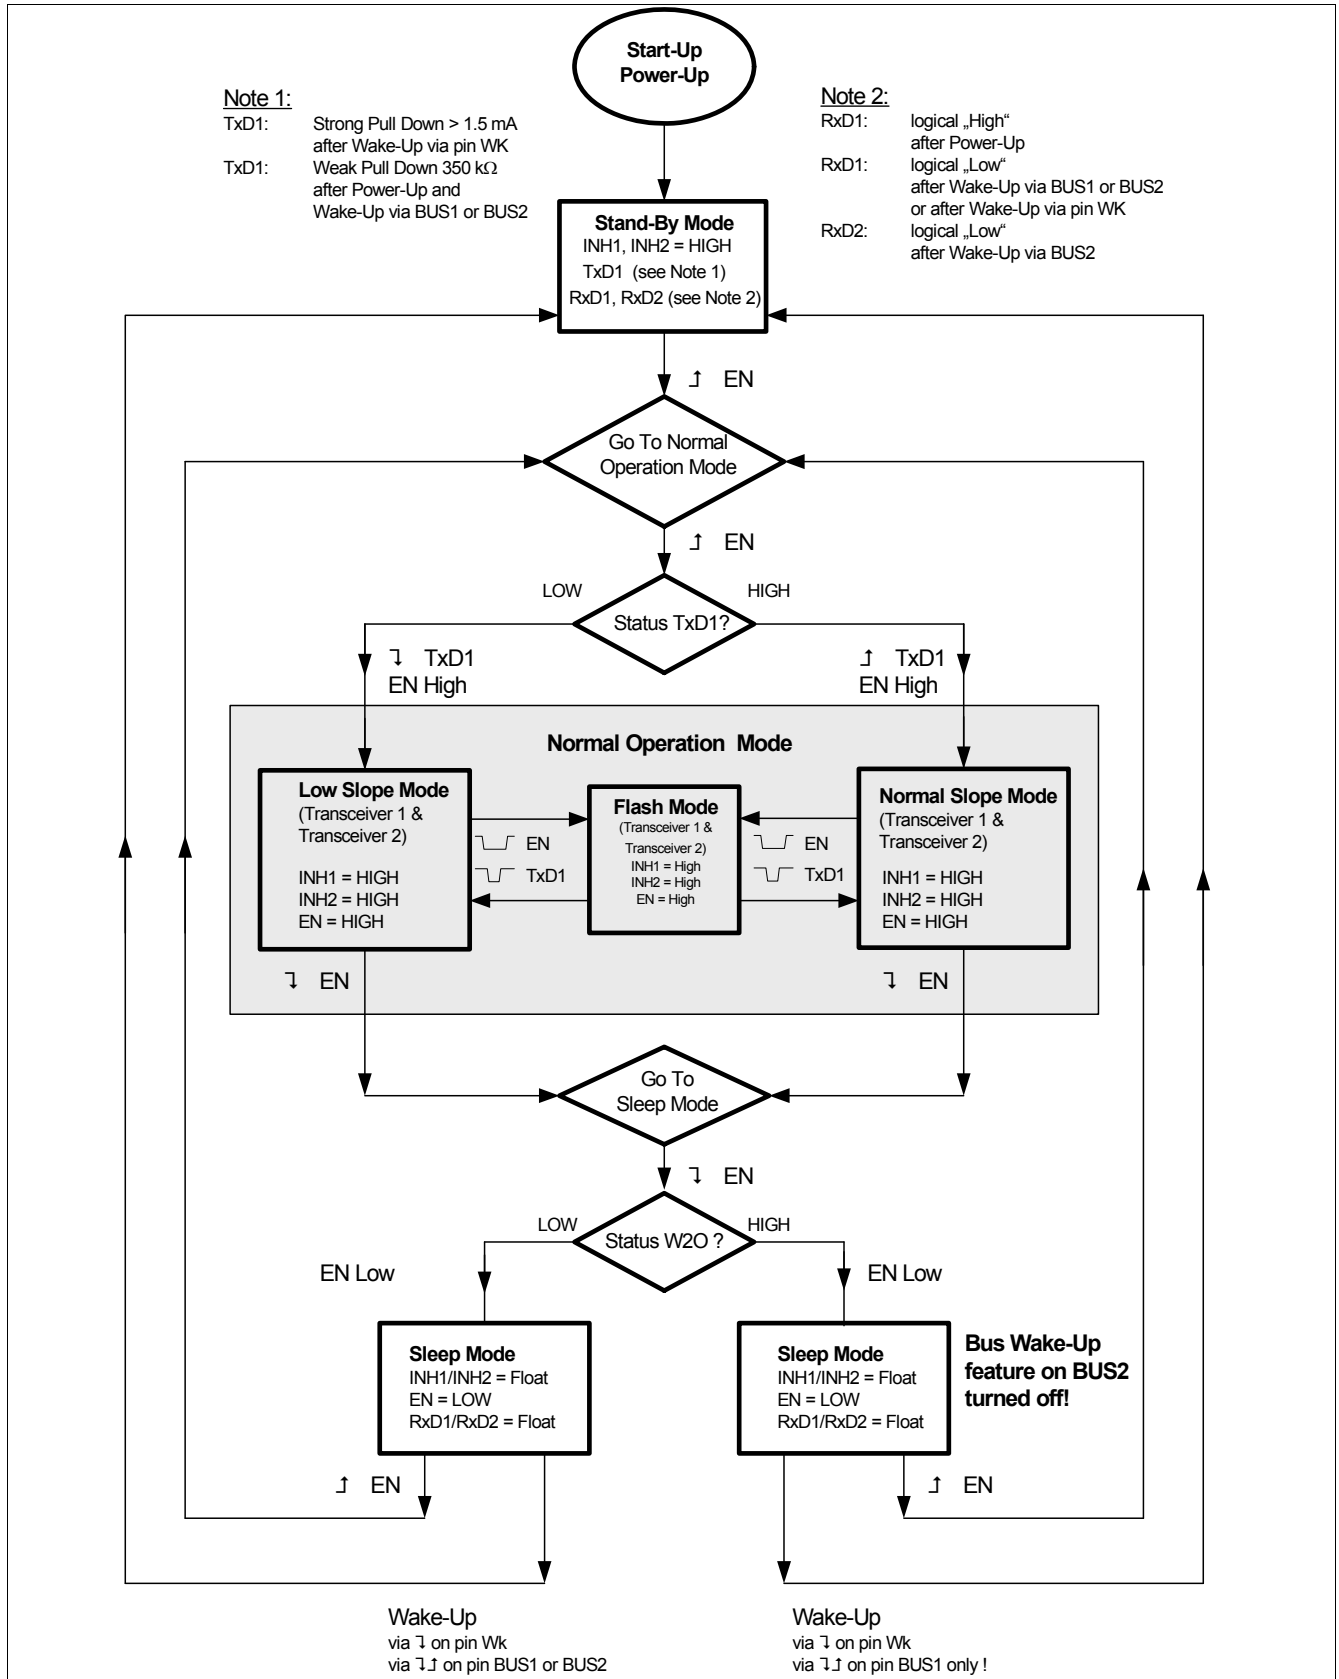 Start-Up
Power-Up
Note 1:
TxD1: Strong Pull Down > 1.5 mA
after Wake-Up via pin WK
TxD1: Weak Pull Down 350 kΩ
after Power-Up and
Wake-Up via BUS1 or BUS2
Note 2:
RxD1: logical „High“
after Power-Up
RxD1: logical „Low“
after Wake-Up via BUS1 or BUS2
or after Wake-Up via pin WK
RxD2: logical „Low“
after Wake-Up via BUS2
Stand-By Mode
INH1, INH2 = HIGH
TxD1 (see Note 1)
RxD1, RxD2 (see Note 2)
EN
Go To Normal
Operation Mode
EN
LOW
HIGH
Status TxD1?
TxD1
EN High
TxD1
EN High
Normal Operation Mode
Low Slope Mode
(Transceiver 1 &
Transceiver 2)
INH1 = HIGH
INH2 = HIGH
EN = HIGH
EN
TxD1
Flash Mode
(Transceiver 1 &
Transceiver 2)
INH1 = High
INH2 = High
EN = High
EN
TxD1
Normal Slope Mode
(Transceiver 1 &
Transceiver 2)
INH1 = HIGH
INH2 = HIGH
EN = HIGH
EN
EN
Go To
Sleep Mode
EN
LOW
HIGH
Status W2O ?
EN Low
EN Low
Sleep Mode
INH1/INH2 = Float
EN = LOW
RxD1/RxD2 = Float
Sleep Mode
INH1/INH2 = Float
EN = LOW
RxD1/RxD2 = Float
Bus Wake-Up
feature on BUS2
turned off!
EN
EN
Wake-Up
via ↴ on pin Wk
via ↴⮥ on pin BUS1 or BUS2
Wake-Up
via ↴ on pin Wk
via ↴⮥ on pin BUS1 only !